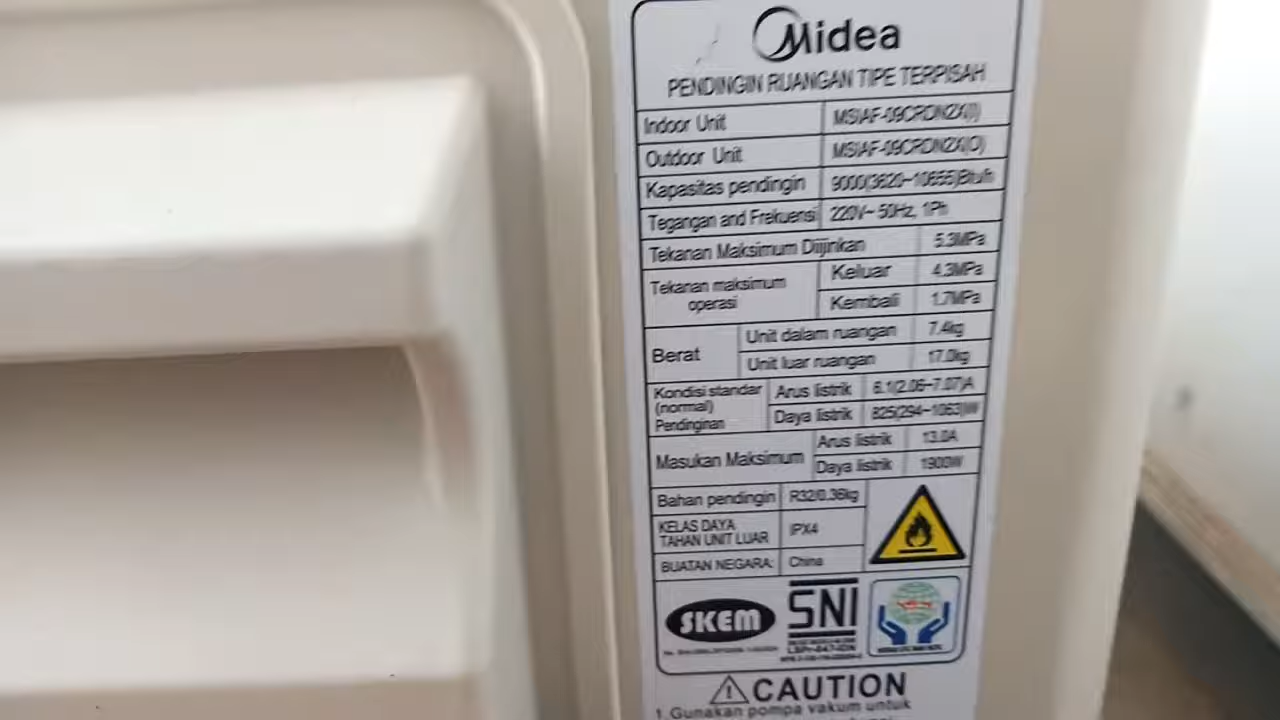 Midea
PENDINGIN RUANGAN TIPE TERPISAH
Indoor Unit MSIAF-09CRDN2X(I)
Outdoor Unit MSIAF-09CRDN2X(O)
Kapasitas pendingin 9000(3620~10655)Btu/h
Tegangan and Frekuensi 220V~ 50Hz, 1Ph
Tekanan Maksimum Diijinkan 5.3MPa
Tekanan maksimum operasi Keluar 4.3MPa
Kembali 1.7MPa
Berat Unit dalam ruangan 7.4kg
Unit luar ruangan 17.0kg
Kondisi standar (normal) Pendinginan Arus listrik 6.1(2.06~7.07)A
Daya listrik 825(294~1063)W
Masukan Maksimum Arus listrik 13.0A
Daya listrik 1900W
Bahan pendingin R32/0.36kg
KELAS DAYA TAHAN UNIT LUAR IPX4
BUATAN NEGARA: China
SKEM
SNI
CAUTION
1.Gunakan pompa vakum untuk